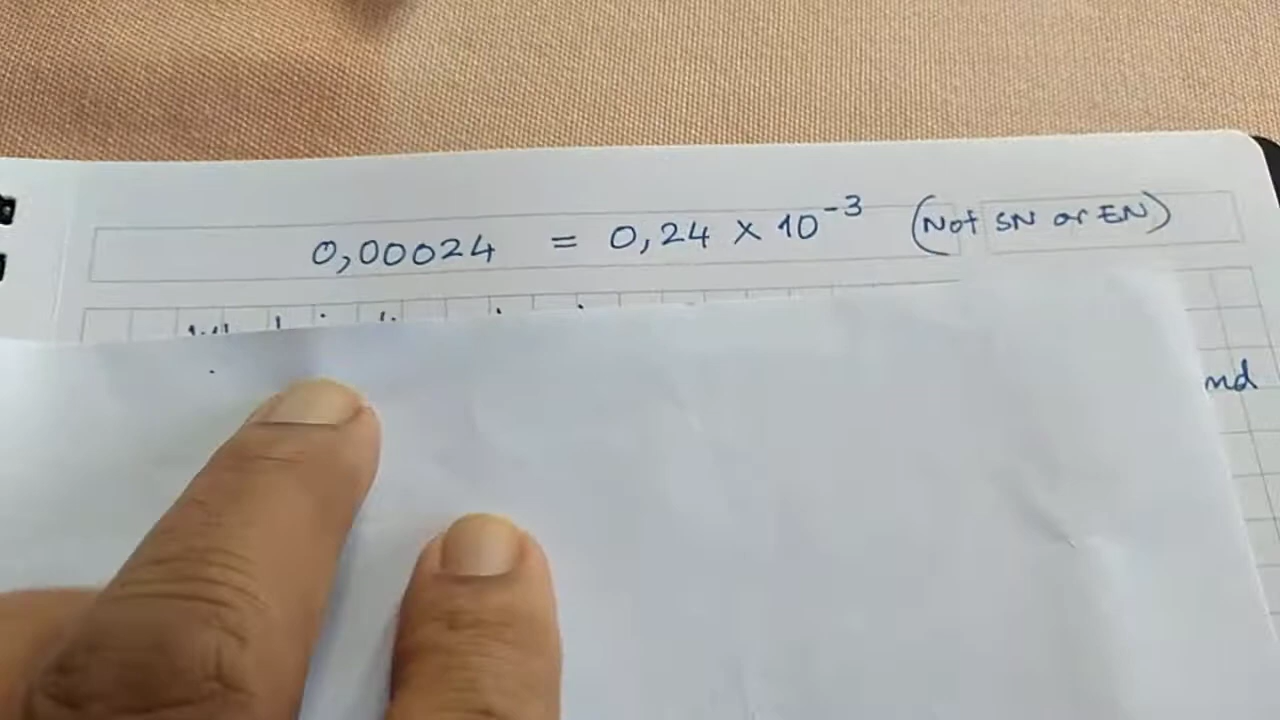 0,00024 = 0,24 × 10⁻³ (Not SN or EN)
nd